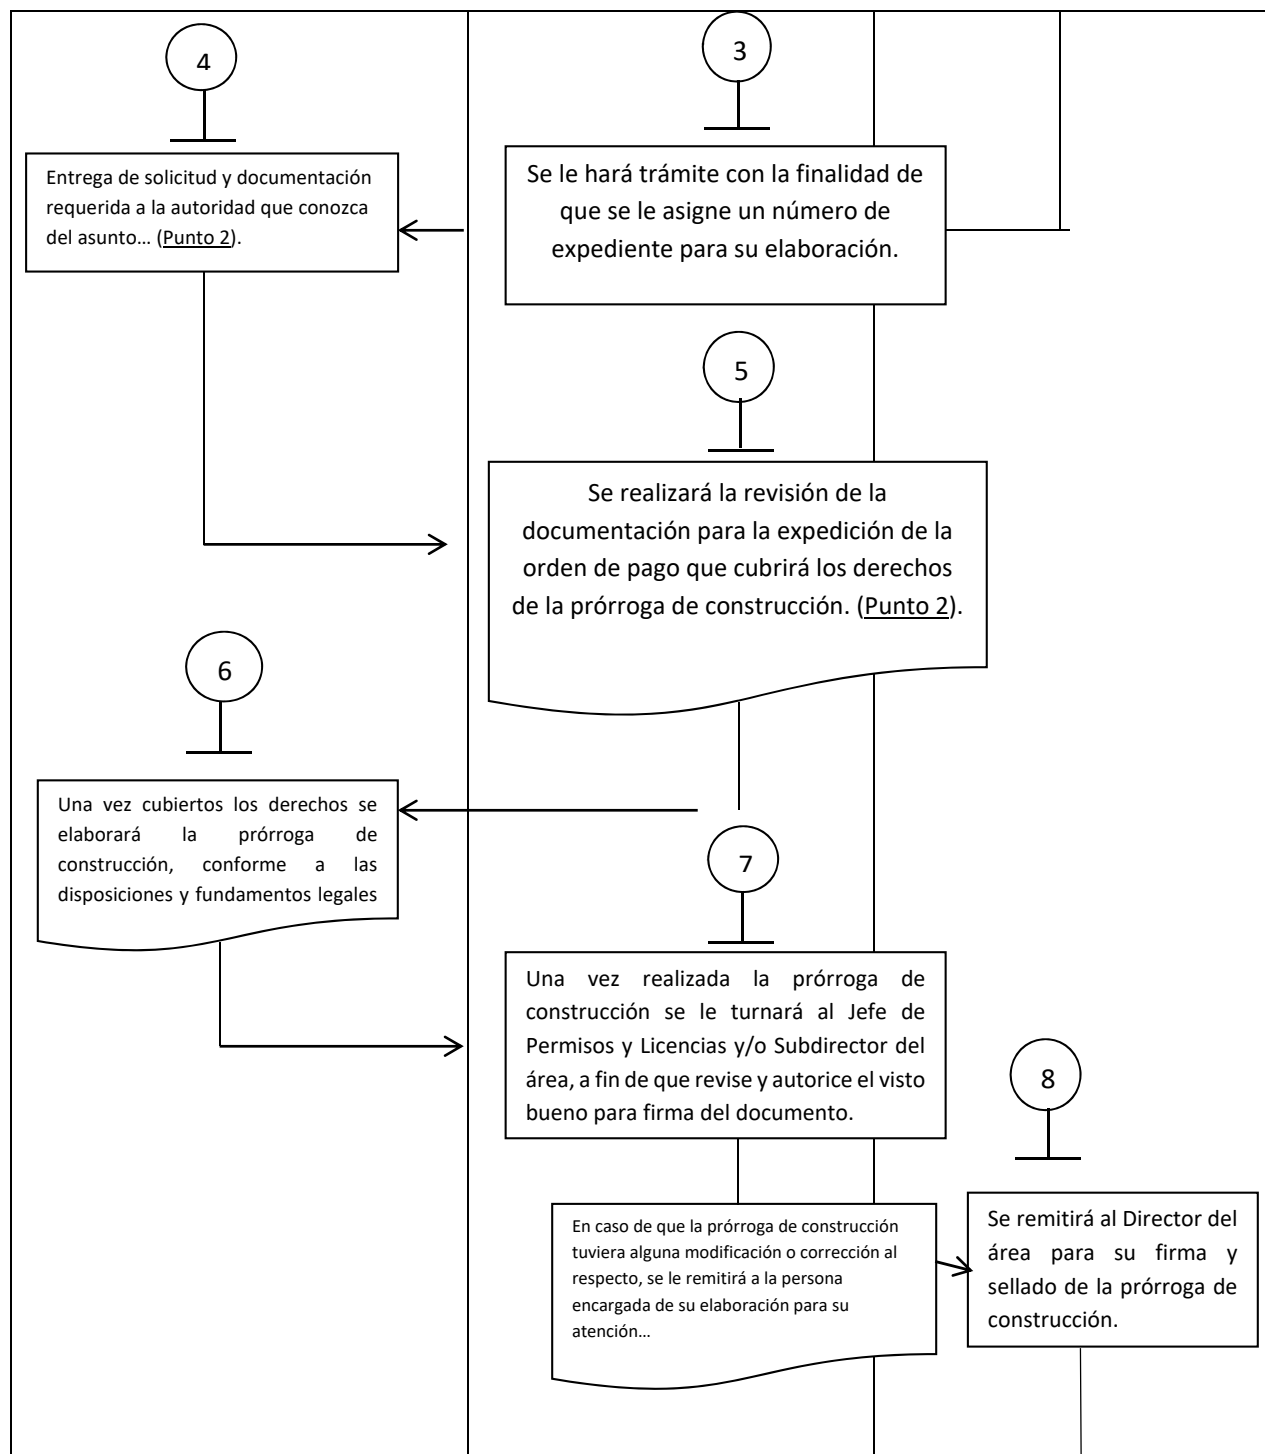 4
3
Entrega de solicitud y documentación
requerida a la autoridad que conozca
del asunto... (Punto 2).
Se le hará trámite con la finalidad de
que se le asigne un número de
expediente para su elaboración.
5
Se realizará la revisión de la
documentación para la expedición de la
orden de pago que cubrirá los derechos
de la prórroga de construcción. (Punto 2).
6
Una vez cubiertos los derechos se
elaborará la prórroga de
construcción, conforme a las
disposiciones y fundamentos legales
7
Una vez realizada la prórroga de
construcción se le turnará al Jefe de
Permisos y Licencias y/o Subdirector del
área, a fin de que revise y autorice el visto
bueno para firma del documento.
8
En caso de que la prórroga de construcción
tuviera alguna modificación o corrección al
respecto, se le remitirá a la persona
encargada de su elaboración para su
atención...
Se remitirá al Director del
área para su firma y
sellado de la prórroga de
construcción.